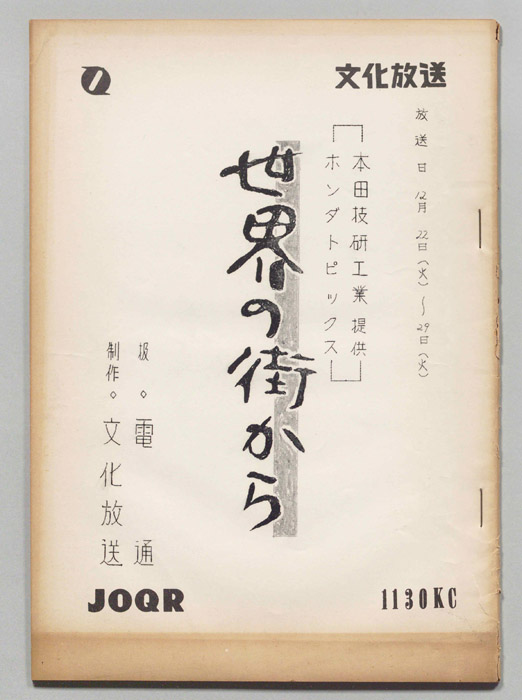 文化放送
放送日 12月22日(火)〜29日(火)
本田技研工業提供
ホンダトピックス
世界の街から
扱◇電通
制作◇文化放送
JOQR
1130KC